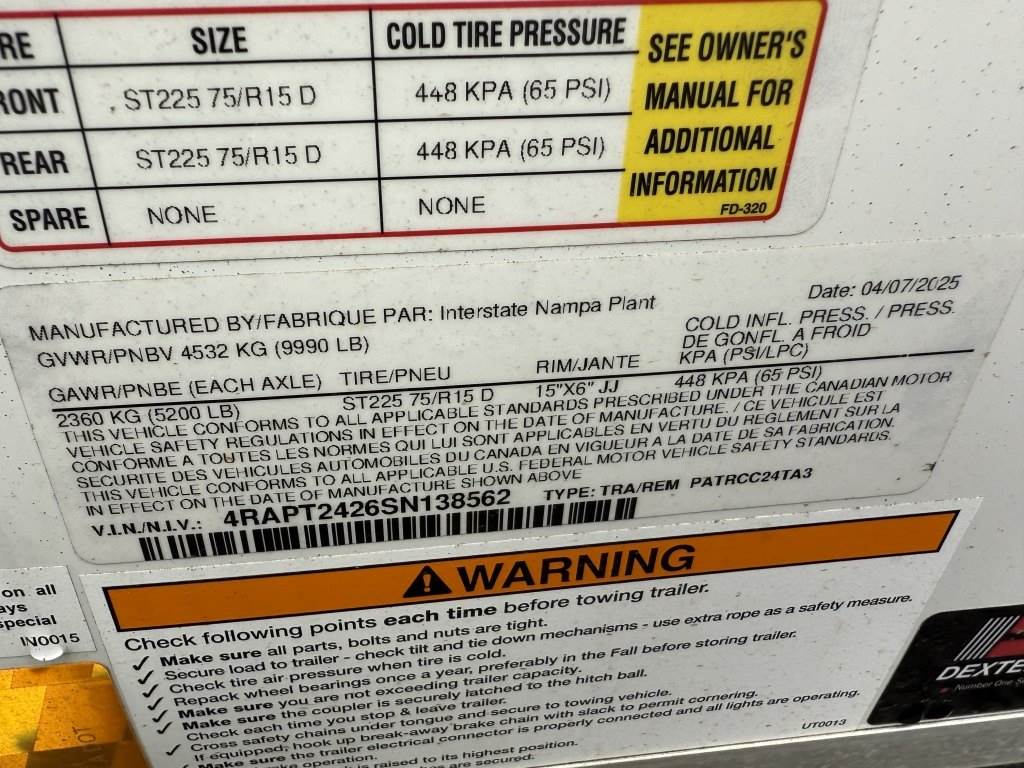 RE SIZE COLD TIRE PRESSURE
RONT ST225 75/R15 D 448 KPA (65 PSI)
REAR ST225 75/R15 D 448 KPA (65 PSI)
SPARE NONE NONE
SEE OWNER'S
MANUAL FOR
ADDITIONAL
INFORMATION
FD-320
MANUFACTURED BY/FABRIQUE PAR: Interstate Nampa Plant Date: 04/07/2025
GVWR/PNBV 4532 KG (9990 LB)
GAWR/PNBE (EACH AXLE) TIRE/PNEU RIM/JANTE COLD INFL. PRESS. / PRESS.
DE GONFL. A FROID
KPA (PSI/LPC)
2360 KG (5200 LB) ST225 75/R15 D 15"X6" JJ 448 KPA (65 PSI)
THIS VEHICLE CONFORMS TO ALL APPLICABLE STANDARDS PRESCRIBED UNDER THE CANADIAN MOTOR
VEHICLE SAFETY REGULATIONS IN EFFECT ON THE DATE OF MANUFACTURE. / CE VEHICULE EST
CONFORME A TOUTES LES NORMES QUI LUI SONT APPLICABLES EN VERTU DU REGLEMENT SUR LA
SECURITE DES VEHICULES AUTOMOBILES DU CANADA EN VIGUEUR A LA DATE DE SA FABRICATION.
THIS VEHICLE CONFORMS TO ALL APPLICABLE U.S. FEDERAL MOTOR VEHICLE SAFETY STANDARDS.
IN EFFECT ON THE DATE OF MANUFACTURE SHOWN ABOVE
V.I.N./N.I.V.: 4RAPT2426SN138562 TYPE: TRA/REM PATRCC24TA3
on all
ays
special
IN0015
WARNING
Check following points each time before towing trailer.
✓ Make sure all parts, bolts and nuts are tight.
✓ Secure load to trailer - check tilt and tie down mechanisms - use extra rope as a safety measure.
✓ Check tire air pressure when tire is cold.
✓ Repack wheel bearings once a year, preferably in the Fall before storing trailer.
✓ Make sure you are not exceeding trailer capacity.
✓ Make sure the coupler is securely latched to the hitch ball.
Check each time you stop & leave trailer.
✓ Cross safety chains under tongue and secure to towing vehicle.
If equipped, hook up break-away brake chain with slack to permit cornering.
✓ Make sure the trailer electrical connector is properly connected and all lights are operating.
brake operation.
is raised to its highest position.
are secured.
UT0013
DEXTE
Number One